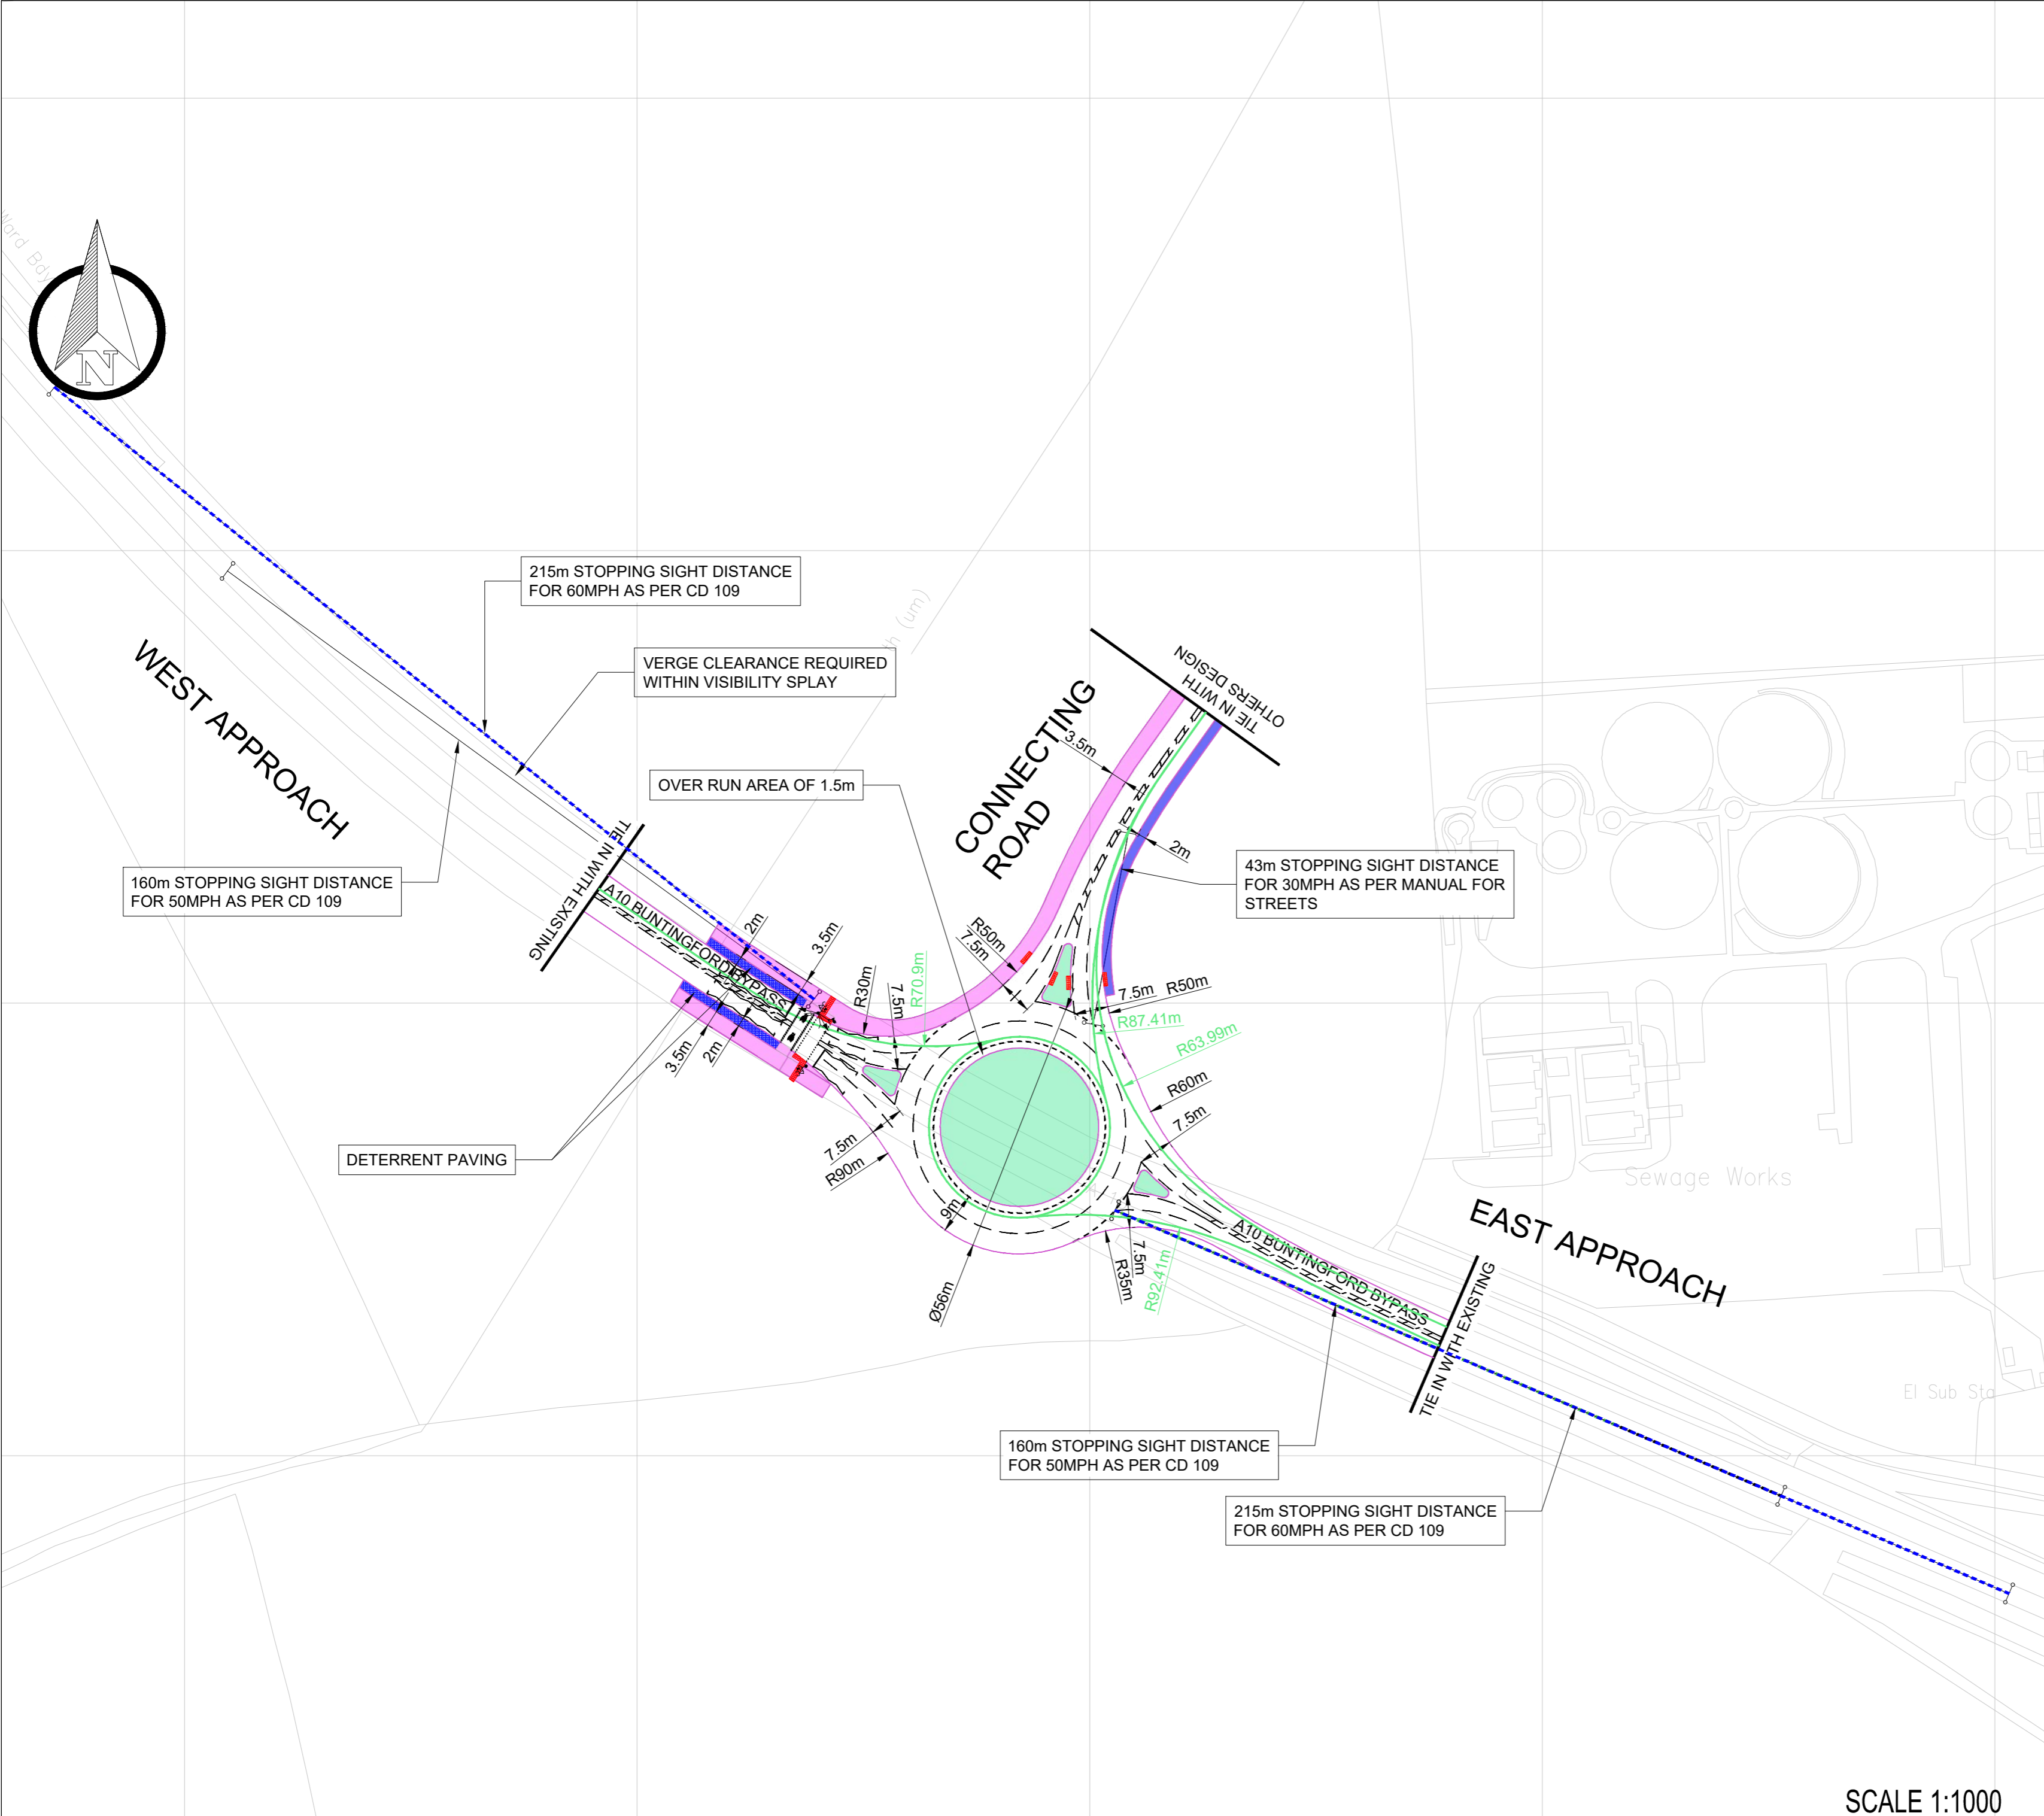 Ward Bdy
N
215m STOPPING SIGHT DISTANCE
FOR 60MPH AS PER CD 109
VERGE CLEARANCE REQUIRED
WITHIN VISIBILITY SPLAY
(um)
WEST APPROACH
OVER RUN AREA OF 1.5m
CONNECTING
ROAD
TIE IN WITH
OTHERS DESIGN
3.5m
2m
43m STOPPING SIGHT DISTANCE
FOR 30MPH AS PER MANUAL FOR
STREETS
160m STOPPING SIGHT DISTANCE
FOR 50MPH AS PER CD 109
TIE IN WITH EXISTING
A10 BUNTINGFORD BYPASS
2m
3.5m
R30m
7.5m
R70.9m
R50m
7.5m
7.5m
R50m
R87.41m
R63.99m
R60m
7.5m
3.5m
2m
DETERRENT PAVING
7.5m
R90m
9m
Ø56m
7.5m
R35m
R92.41m
A10 BUNTINGFORD BYPASS
TIE IN WITH EXISTING
EAST APPROACH
Sewage Works
El Sub Sta
160m STOPPING SIGHT DISTANCE
FOR 50MPH AS PER CD 109
215m STOPPING SIGHT DISTANCE
FOR 60MPH AS PER CD 109
SCALE 1:1000